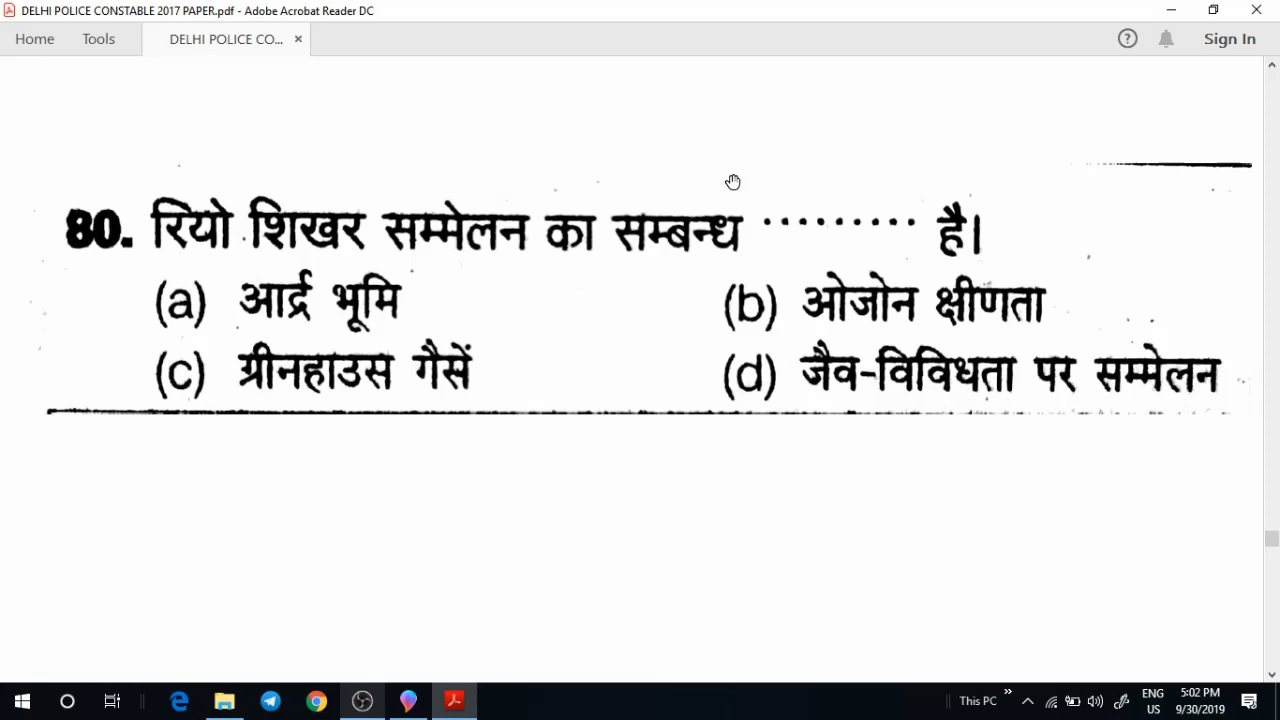 DELHI POLICE CONSTABLE 2017 PAPER.pdf - Adobe Acrobat Reader DC
Home Tools DELHI POLICE CO... × Sign In
80. रियो शिखर सम्मेलन का सम्बन्ध ········· है।
(a) आर्द्र भूमि (b) ओजोन क्षीणता
(c) ग्रीनहाउस गैसें (d) जैव-विविधता पर सम्मेलन
This PC » ENG 5:02 PM
US 9/30/2019